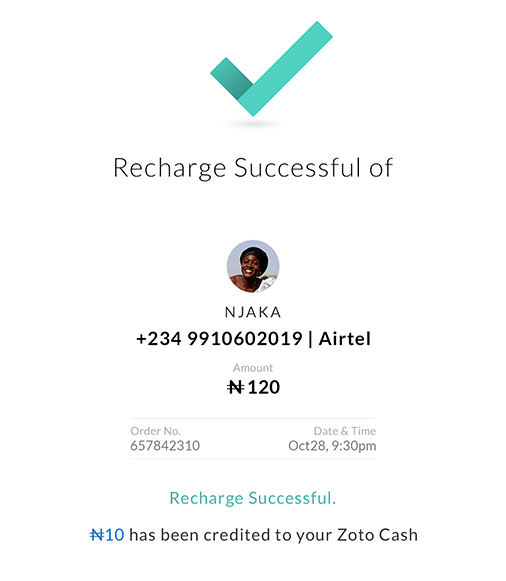 Recharge Successful of
NJAKA
+234 9910602019 | Airtel
Amount
₦ 120
Order No. Date & Time
657842310 Oct28, 9:30pm
Recharge Successful.
₦10 has been credited to your Zoto Cash